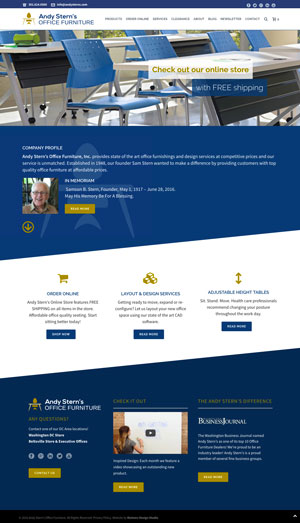 301.924.0500 info@andysterns.com
Andy Stern's
OFFICE FURNITURE
PRODUCTS ORDER ONLINE SERVICES CLEARANCE ABOUT BLOG NEWSLETTER CONTACT
Check out our online store
with FREE shipping
COMPANY PROFILE
Andy Stern's Office Furniture, Inc. provides state of the art office furnishings and design services at competitive prices and our
service is unmatched. Established in 1944, our founder Sam Stern wanted to make a difference by providing customers with top
quality office furniture at affordable prices.
IN MEMORIAM
Samson B. Stern, Founder, May 1, 1917 – June 28, 2016.
May His Memory Be For A Blessing.
READ MORE
ORDER ONLINE
Andy Stern's Online Store features FREE
SHIPPING on all items in the store.
Affordable office quality seating. Start
sitting better today!
SHOP NOW
LAYOUT & DESIGN SERVICES
Getting ready to move, expand or re-
configure? Let us layout your new office
space using our state of the art CAD
software.
READ MORE
ADJUSTABLE HEIGHT TABLES
Sit. Stand. Move. Health care professionals
recommend changing your posture
throughout the work day.
READ MORE
Andy Stern's
OFFICE FURNITURE
ANY QUESTIONS?
Contact one of our DC Area locations!
Washington DC Store
Beltsville Store & Executive Offices
CONTACT US
CHECK IT OUT
Inspired Design: Each month we feature a
video showcasing an outstanding new
product.
READ MORE
THE ANDY STERN'S DIFFERENCE
BUSINESS JOURNAL
The Washington Business Journal named
Andy Stern's as one of its top 10 Office
Furniture Dealers! We're proud to be an
industry leader! Andy Stern's is a proud
member of several fine business groups.
READ MORE